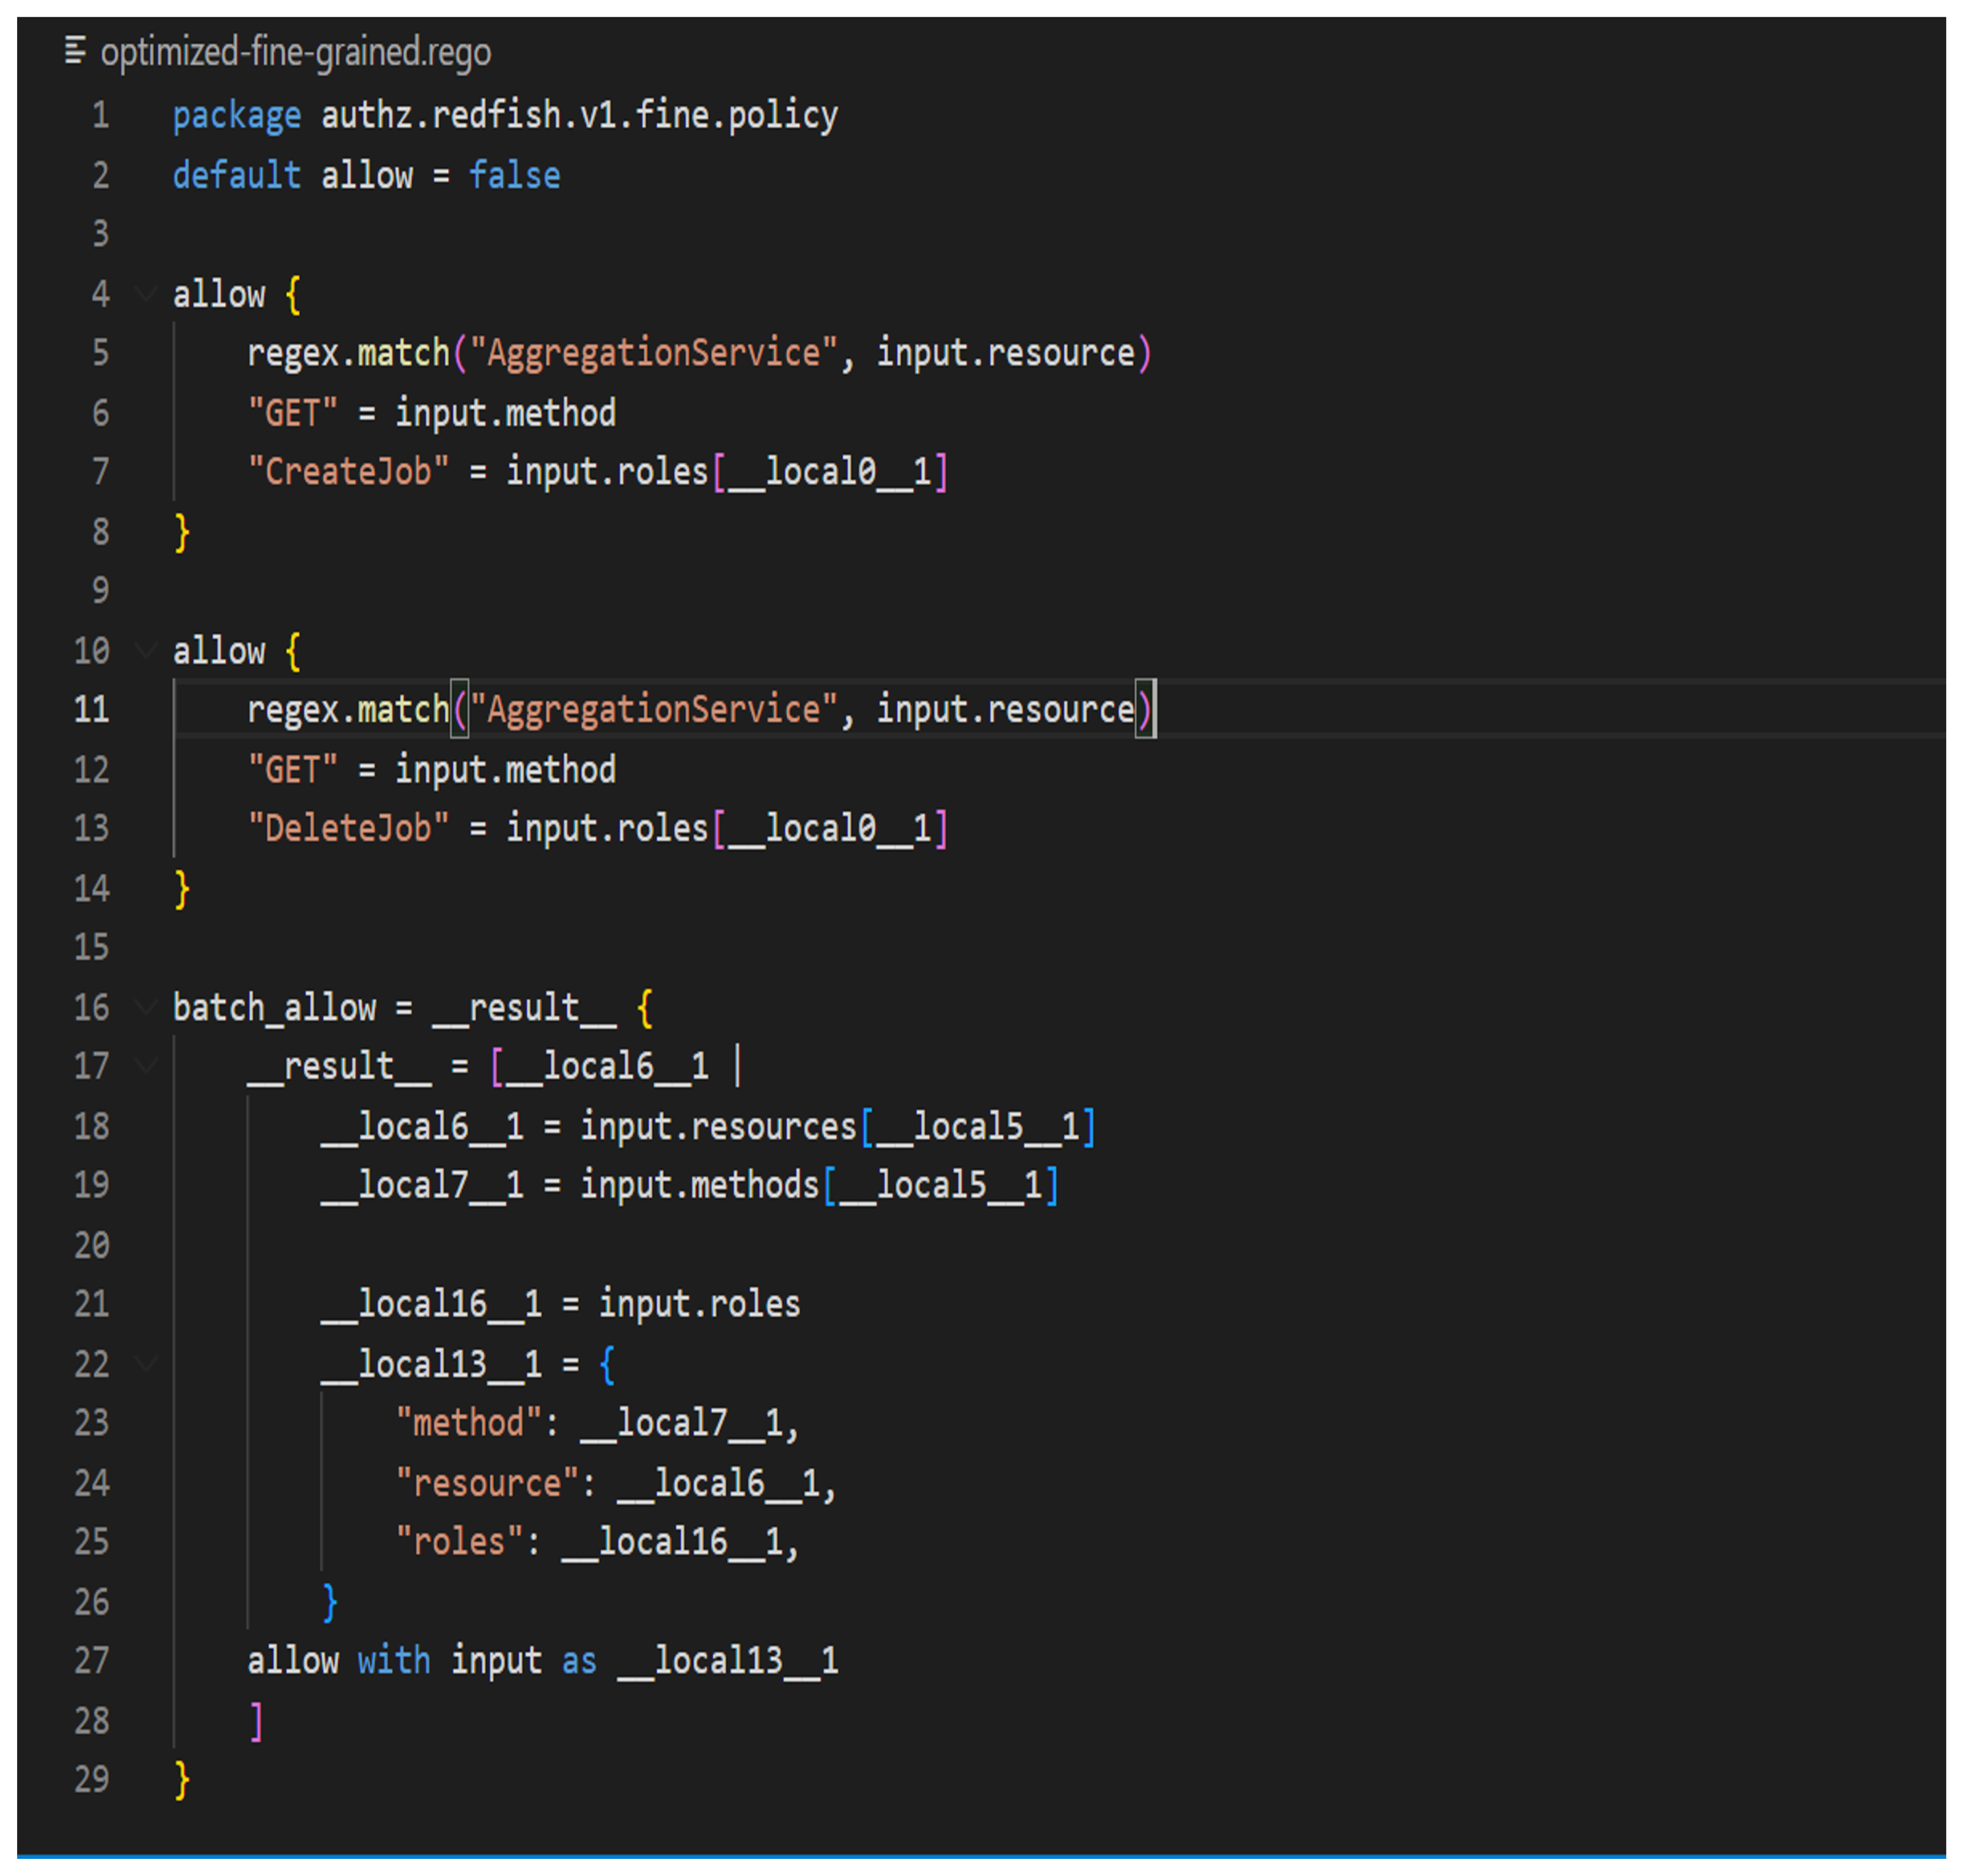 optimized-fine-grained.rego
1 package authz.redfish.v1.fine.policy
2 default allow = false
3
4 allow {
5 regex.match("AggregationService", input.resource)
6 "GET" = input.method
7 "CreateJob" = input.roles[__local0__1]
8 }
9
10 allow {
11 regex.match("AggregationService", input.resource)
12 "GET" = input.method
13 "DeleteJob" = input.roles[__local0__1]
14 }
15
16 batch_allow = __result__ {
17 __result__ = [__local6__1 |
18 __local6__1 = input.resources[__local5__1]
19 __local7__1 = input.methods[__local5__1]
20
21 __local16__1 = input.roles
22 __local13__1 = {
23 "method": __local7__1,
24 "resource": __local6__1,
25 "roles": __local16__1,
26 }
27 allow with input as __local13__1
28 ]
29 }